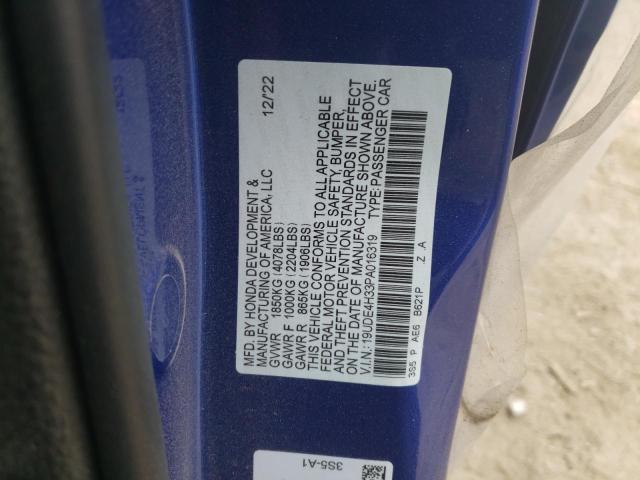 MFD. BY HONDA DEVELOPMENT &
MANUFACTURING OF AMERICA, LLC 12/22
GVWR 1850KG (4078LBS)
GAWR F 1000KG (2204LBS)
GAWR R 865KG (1906LBS)
THIS VEHICLE CONFORMS TO ALL APPLICABLE
FEDERAL MOTOR VEHICLE SAFETY, BUMPER,
AND THEFT PREVENTION STANDARDS IN EFFECT
ON THE DATE OF MANUFACTURE SHOWN ABOVE.
V.I.N.: 19UDE4H33PA016319 TYPE: PASSENGER CAR
3S5 P AE6 B621P .Z .A
3S5-A1